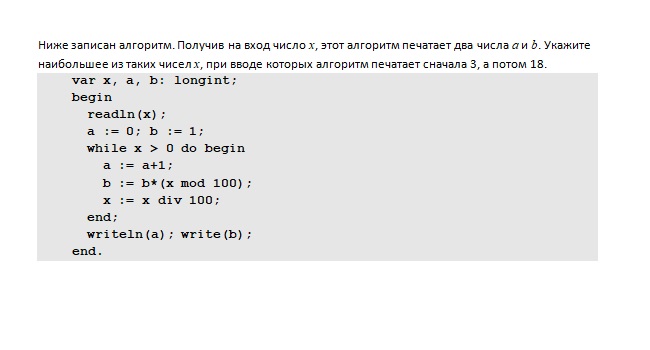 Ниже записан алгоритм. Получив на вход число x, этот алгоритм печатает два числа a и b. Укажите
наибольшее из таких чисел x, при вводе которых алгоритм печатает сначала 3, а потом 18.
var x, a, b: longint;
begin
readln(x);
a := 0; b := 1;
while x > 0 do begin
a := a+1;
b := b*(x mod 100);
x := x div 100;
end;
writeln(a); write(b);
end.